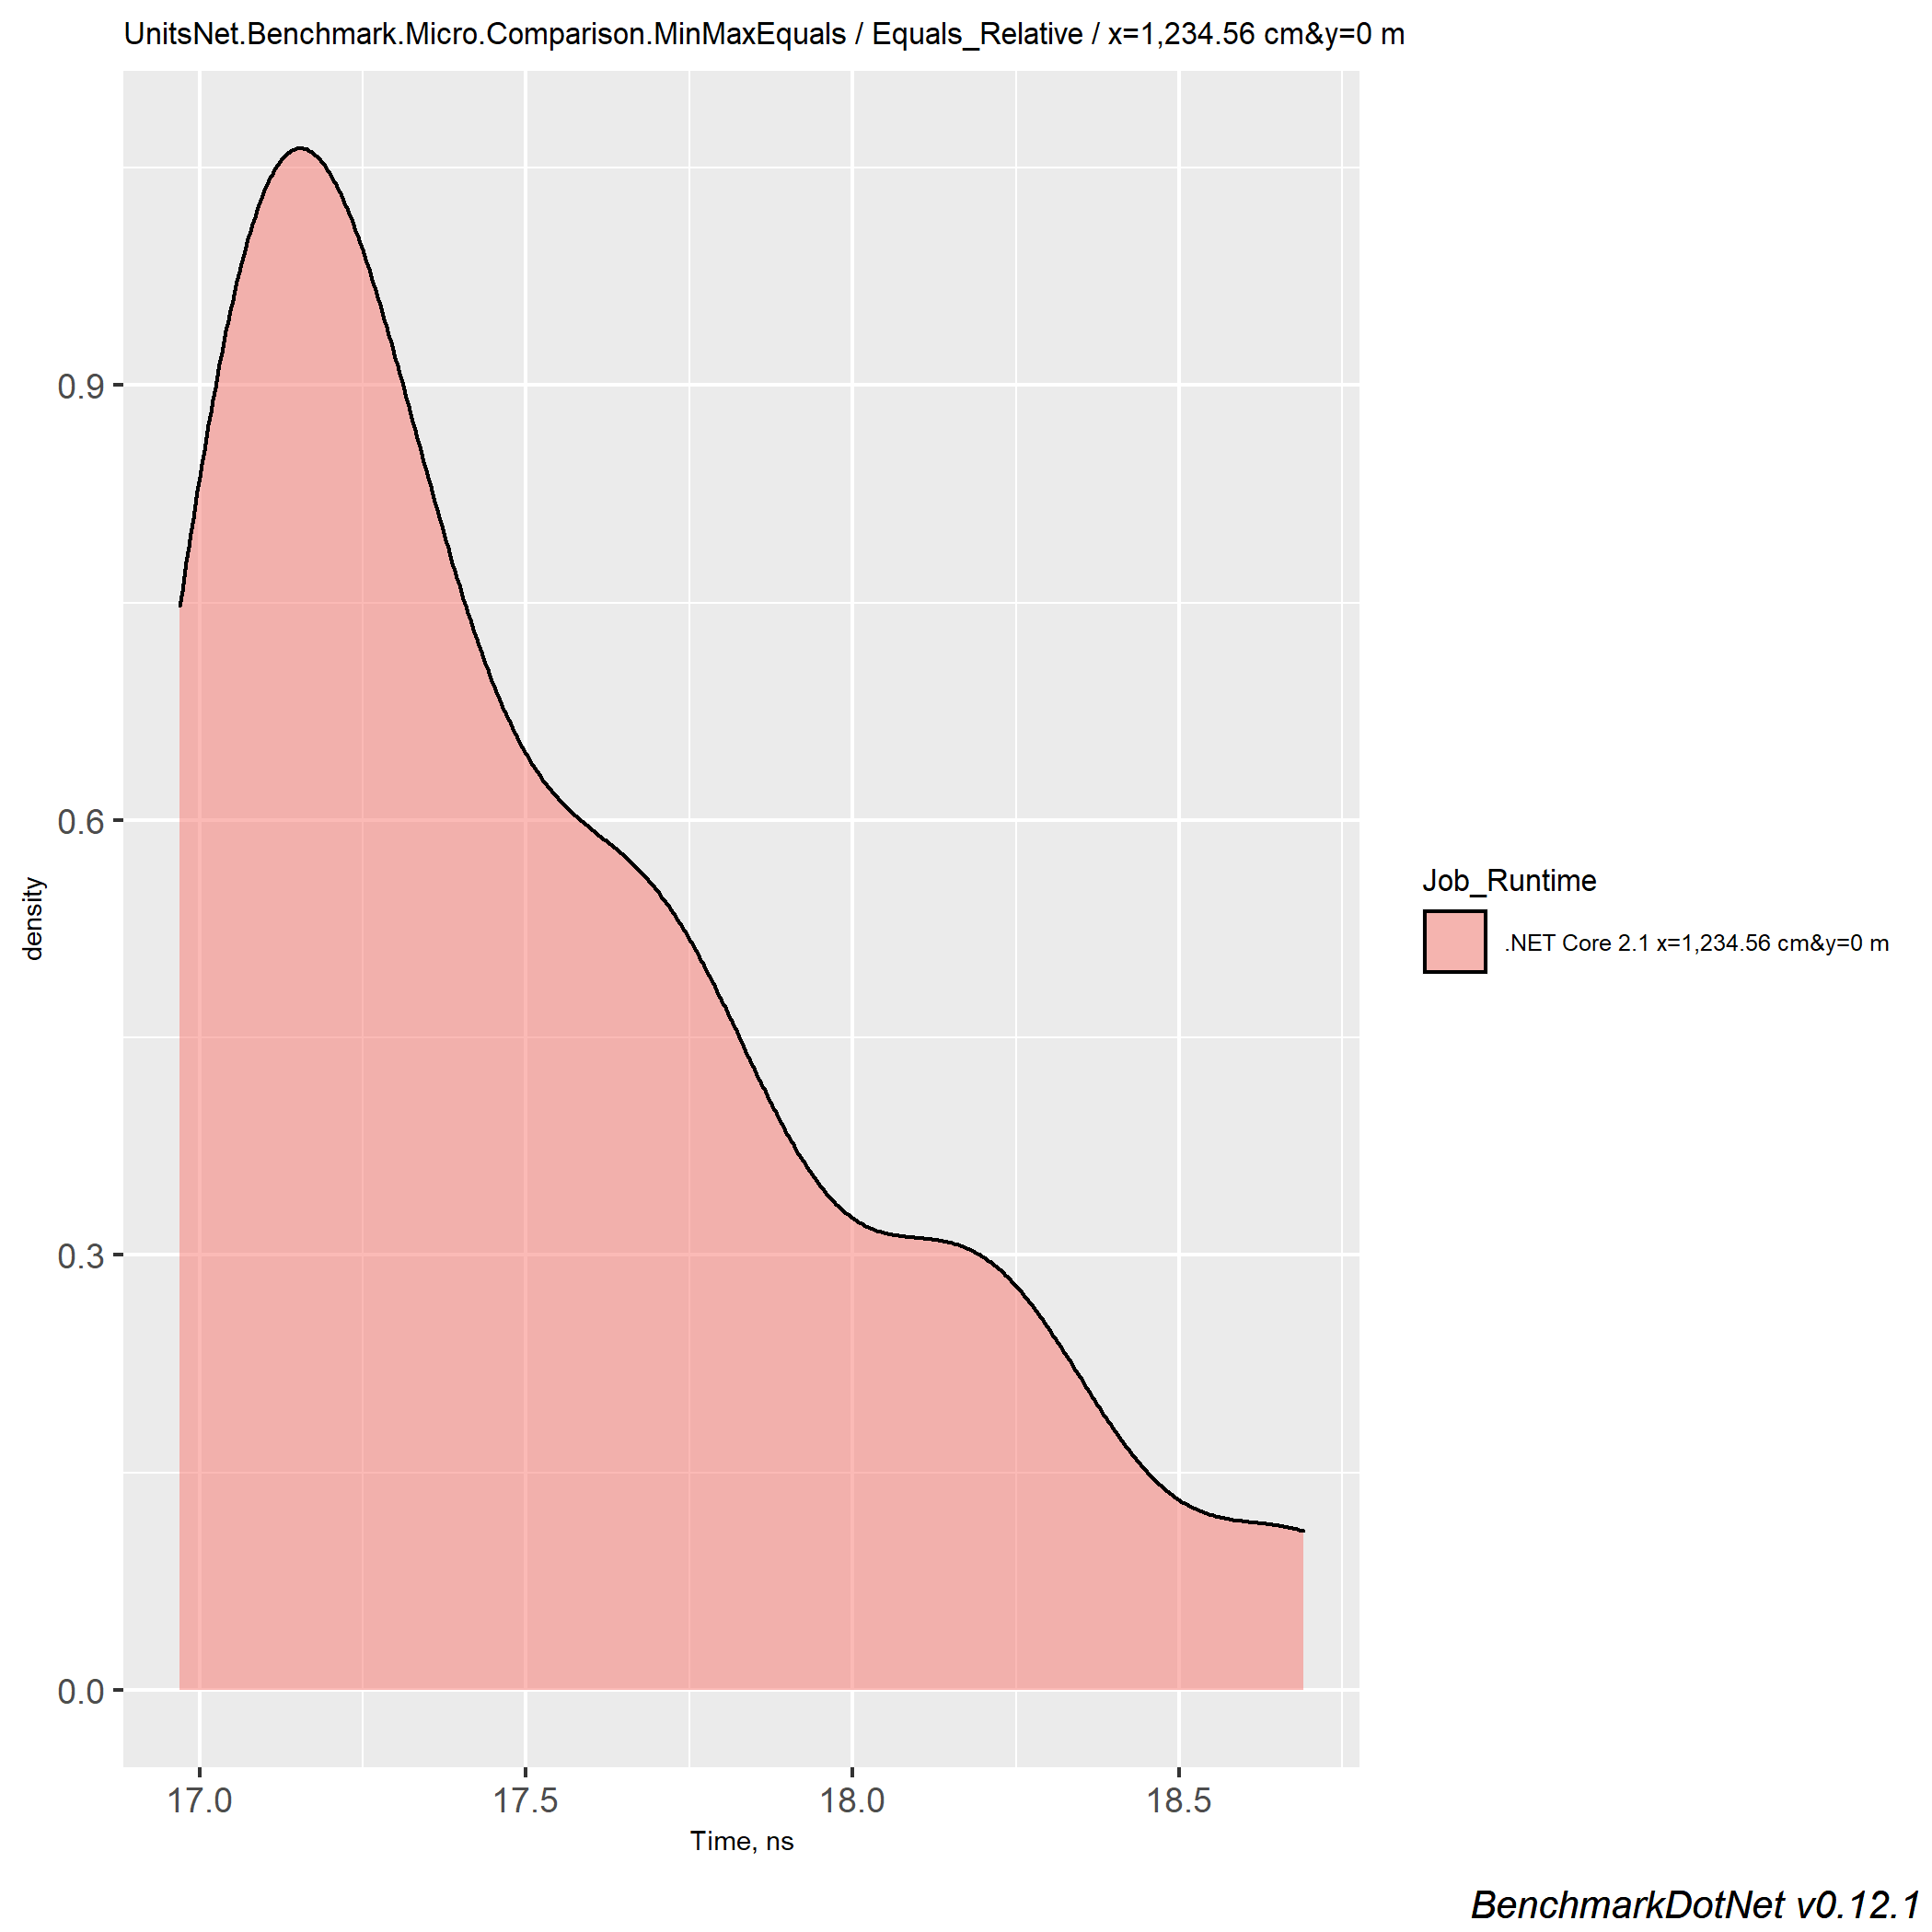 UnitsNet.Benchmark.Micro.Comparison.MinMaxEquals / Equals_Relative / x=1,234.56 cm&y=0 m
0.9
0.6
0.3
0.0
density
17.0 17.5 18.0 18.5
Time, ns
Job_Runtime
.NET Core 2.1 x=1,234.56 cm&y=0 m
BenchmarkDotNet v0.12.1